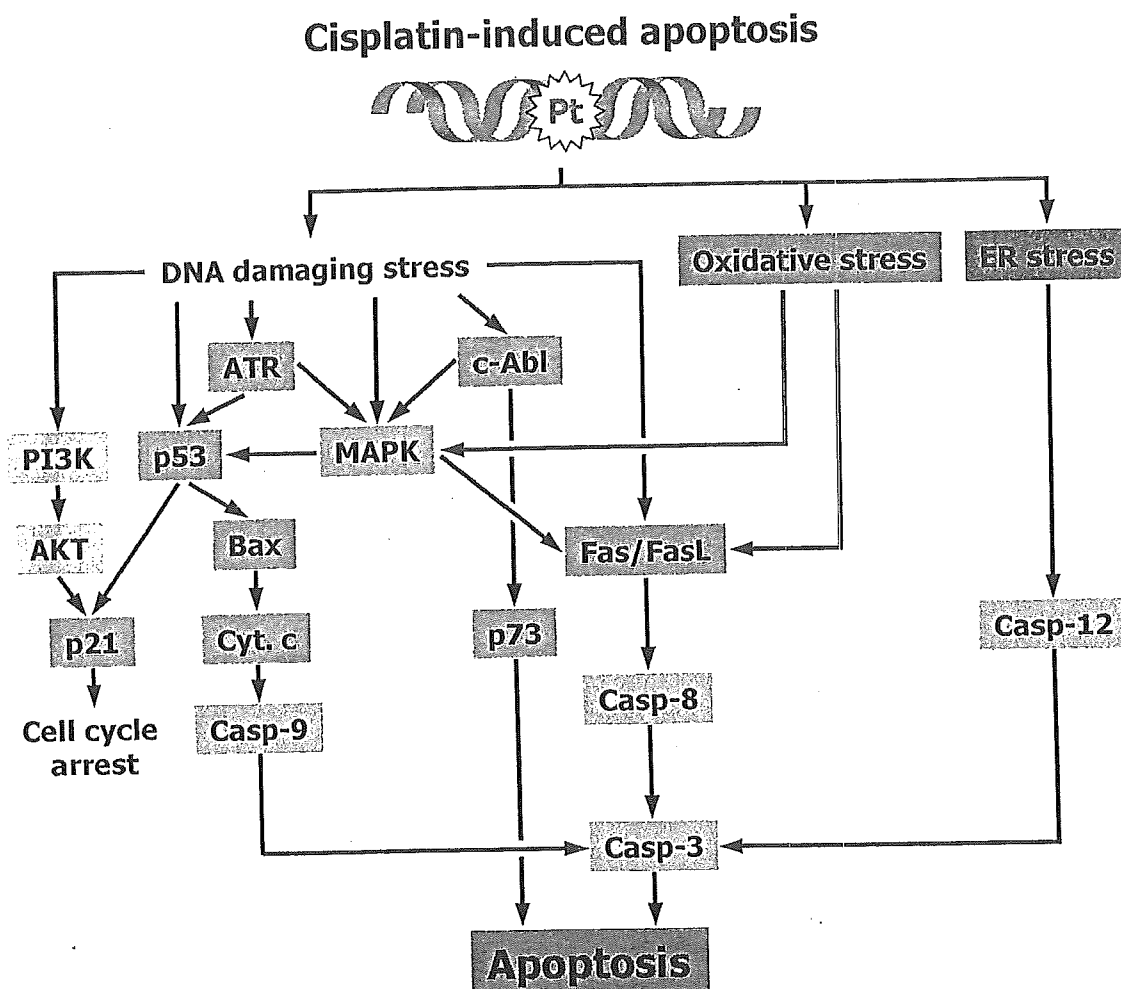 Cisplatin-induced apoptosis
Pt
DNA damaging stress
Oxidative stress
ER stress
ATR
c-Abl
PI3K
p53
MAPK
AKT
Bax
Fas/FasL
p21
Cyt. c
p73
Casp-12
Cell cycle
arrest
Casp-9
Casp-8
Casp-3
Apoptosis